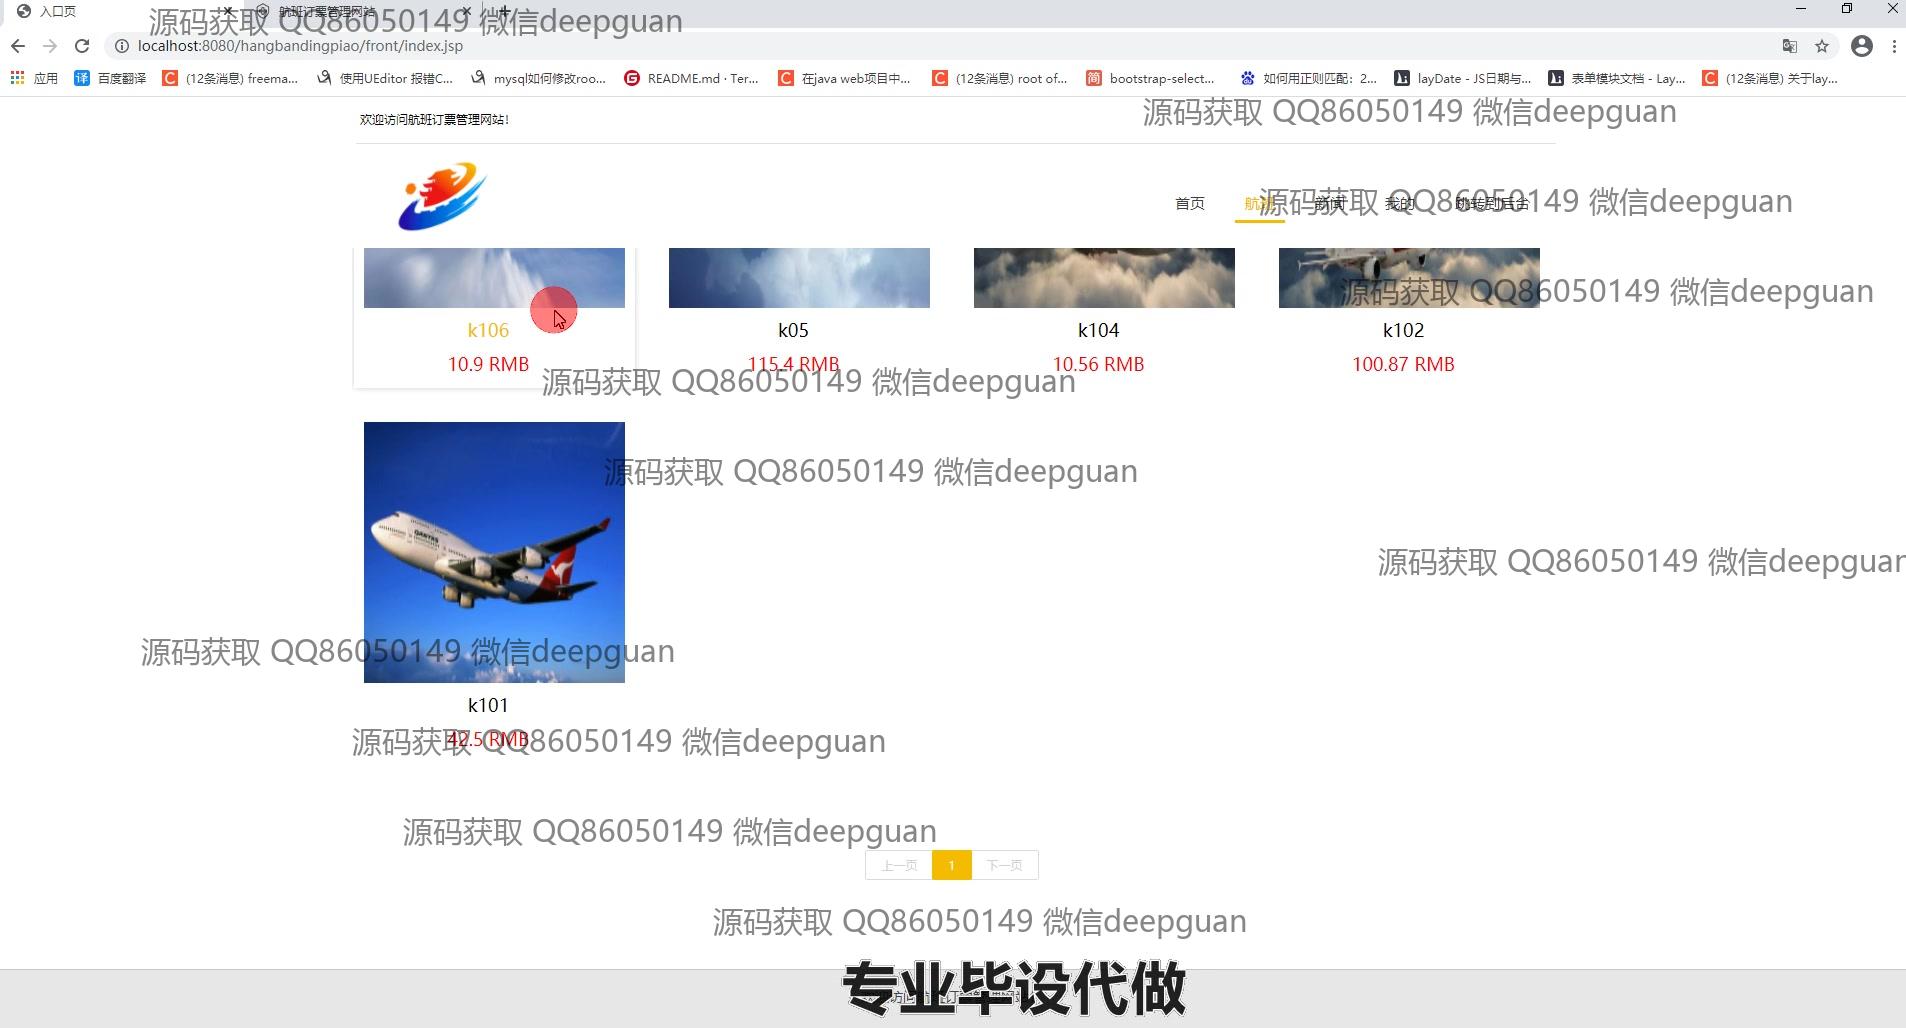 入口页
航班订票管理网站
源码获取 QQ86050149 微信deepguan
localhost:8080/hangbandingpiao/front/index.jsp
应用 百度翻译 (12条消息) freema... 使用UEditor 报错C... mysql如何修改roo... README.md · Ter... 在java web项目中... (12条消息) root of... bootstrap-select... 如何用正则匹配：2... layDate - JS日期与... 表单模块文档 - Lay... (12条消息) 关于lay...
欢迎访问航班订票管理网站!
源码获取 QQ86050149 微信deepguan
首页 航班 新闻 我的 跳转到后台
源码获取 QQ86050149 微信deepguan
源码获取 QQ86050149 微信deepguan
k106 k05 k104 k102
10.9 RMB 115.4 RMB 10.56 RMB 100.87 RMB
源码获取 QQ86050149 微信deepguan
源码获取 QQ86050149 微信deepguan
QANTAS
源码获取 QQ86050149 微信deepguan
源码获取 QQ86050149 微信deepguan
k101
42.5 RMB
源码获取 QQ86050149 微信deepguan
源码获取 QQ86050149 微信deepguan
上一页 1 下一页
源码获取 QQ86050149 微信deepguan
专业毕设代做